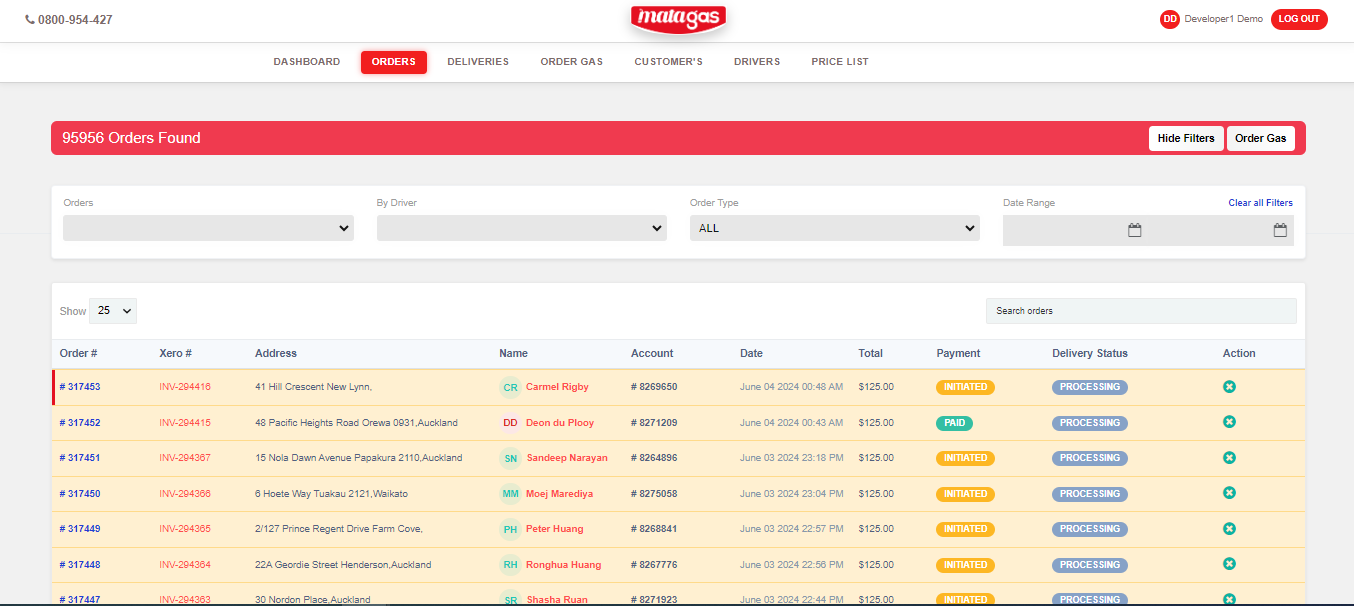 0800-954-427
matagas
DD Developer1 Demo LOG OUT
DASHBOARD ORDERS DELIVERIES ORDER GAS CUSTOMER'S DRIVERS PRICE LIST
95956 Orders Found Hide Filters Order Gas
Orders By Driver Order Type Date Range Clear all Filters
ALL
Show 25 Search orders
Order # Xero # Address Name Account Date Total Payment Delivery Status Action
# 317453 INV-294416 41 Hill Crescent New Lynn, CR Carmel Rigby # 8269650 June 04 2024 00:48 AM $125.00 INITIATED PROCESSING
# 317452 INV-294415 48 Pacific Heights Road Orewa 0931,Auckland DD Deon du Plooy # 8271209 June 04 2024 00:43 AM $125.00 PAID PROCESSING
# 317451 INV-294367 15 Nola Dawn Avenue Papakura 2110,Auckland SN Sandeep Narayan # 8264896 June 03 2024 23:18 PM $125.00 INITIATED PROCESSING
# 317450 INV-294366 6 Hoete Way Tuakau 2121,Waikato MM Moej Marediya # 8275058 June 03 2024 23:04 PM $125.00 INITIATED PROCESSING
# 317449 INV-294365 2/127 Prince Regent Drive Farm Cove, PH Peter Huang # 8268841 June 03 2024 22:57 PM $125.00 INITIATED PROCESSING
# 317448 INV-294364 22A Geordie Street Henderson,Auckland RH Ronghua Huang # 8267776 June 03 2024 22:56 PM $125.00 INITIATED PROCESSING
# 317447 INV-294363 30 Nordon Place,Auckland SR Shasha Ruan # 8271923 June 03 2024 22:44 PM $125.00 INITIATED PROCESSING